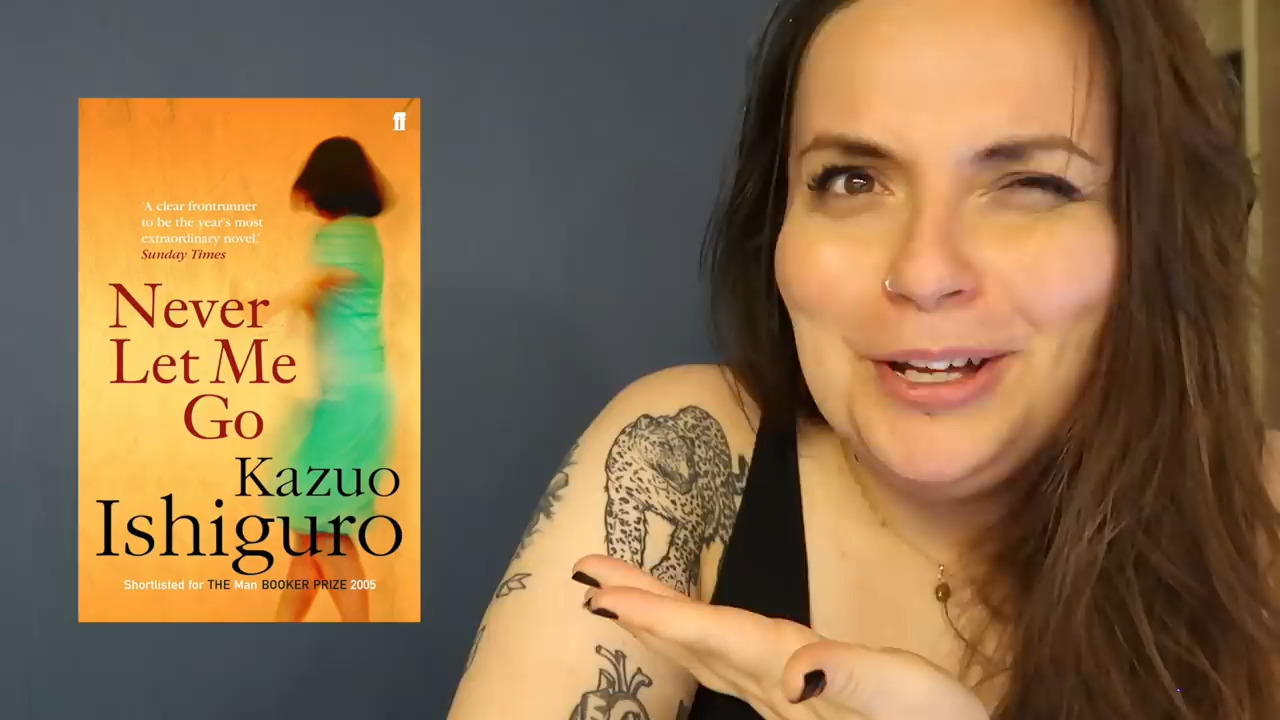 ff
'A clear frontrunner
to be the year's most
extraordinary novel.'
Sunday Times
Never
Let Me
Go
Kazuo
Ishiguro
Shortlisted for THE Man BOOKER PRIZE 2005